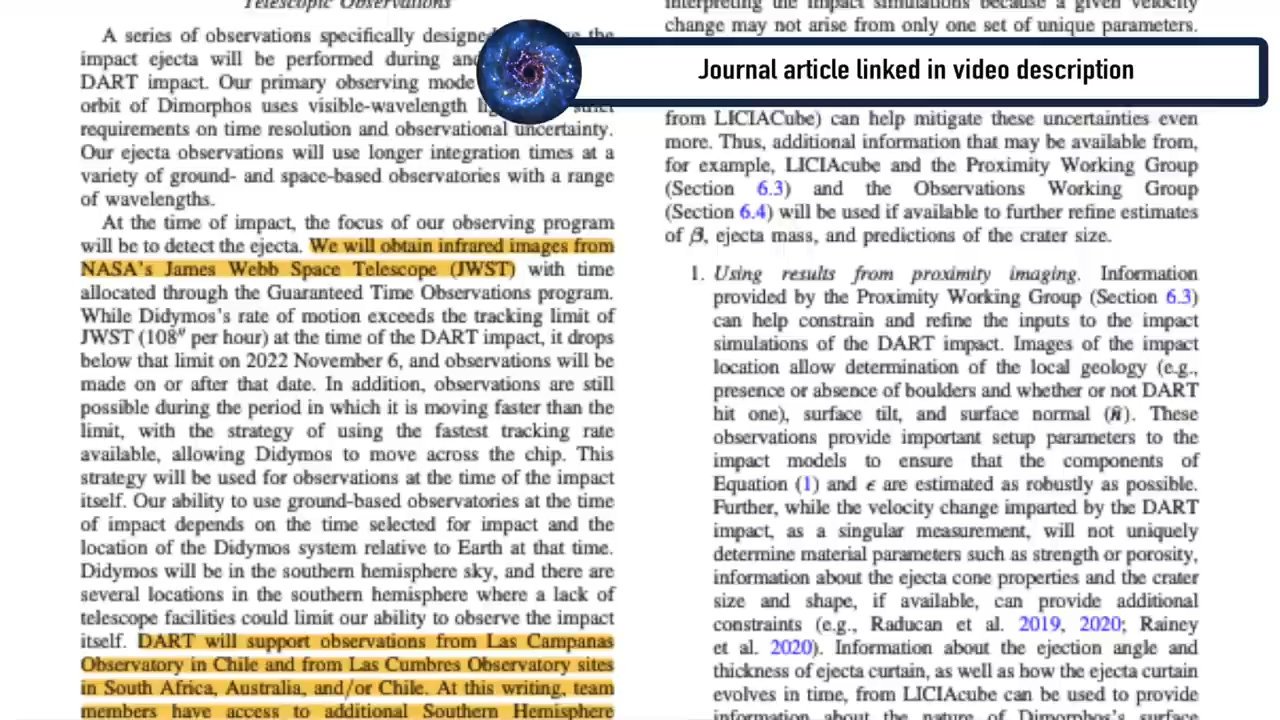 Telescopic Observations
A series of observations specifically designed the
impact ejecta will be performed during and
DART impact. Our primary observing mode
orbit of Dimorphos uses visible-wavelength strict
requirements on time resolution and observational uncertainty.
Our ejecta observations will use longer integration times at a
variety of ground- and space-based observatories with a range
of wavelengths.
At the time of impact, the focus of our observing program
will be to detect the ejecta. We will obtain infrared images from
NASA's James Webb Space Telescope (JWST) with time
allocated through the Guaranteed Time Observations program.
While Didymos's rate of motion exceeds the tracking limit of
JWST (108″ per hour) at the time of the DART impact, it drops
below that limit on 2022 November 6, and observations will be
made on or after that date. In addition, observations are still
possible during the period in which it is moving faster than the
limit, with the strategy of using the fastest tracking rate
available, allowing Didymos to move across the chip. This
strategy will be used for observations at the time of the impact
itself. Our ability to use ground-based observatories at the time
of impact depends on the time selected for impact and the
location of the Didymos system relative to Earth at that time.
Didymos will be in the southern hemisphere sky, and there are
several locations in the southern hemisphere where a lack of
telescope facilities could limit our ability to observe the impact
itself. DART will support observations from Las Campanas
Observatory in Chile and from Las Cumbres Observatory sites
in South Africa, Australia, and/or Chile. At this writing, team
members have access to additional Southern Hemisphere
interpreting the impact simulations because a given velocity
change may not arise from only one set of unique parameters.
Journal article linked in video description
from LICIACube) can help mitigate these uncertainties even
more. Thus, additional information that may be available from,
for example, LICIAcube and the Proximity Working Group
(Section 6.3) and the Observations Working Group
(Section 6.4) will be used if available to further refine estimates
of β, ejecta mass, and predictions of the crater size.
1. Using results from proximity imaging. Information
provided by the Proximity Working Group (Section 6.3)
can help constrain and refine the inputs to the impact
simulations of the DART impact. Images of the impact
location allow determination of the local geology (e.g.,
presence or absence of boulders and whether or not DART
hit one), surface tilt, and surface normal (n̂). These
observations provide important setup parameters to the
impact models to ensure that the components of
Equation (1) and ϵ are estimated as robustly as possible.
Further, while the velocity change imparted by the DART
impact, as a singular measurement, will not uniquely
determine material parameters such as strength or porosity,
information about the ejecta cone properties and the crater
size and shape, if available, can provide additional
constraints (e.g., Raducan et al. 2019, 2020; Rainey
et al. 2020). Information about the ejection angle and
thickness of ejecta curtain, as well as how the ejecta curtain
evolves in time, from LICIAcube can be used to provide
information about the nature of Dimorphos's surface